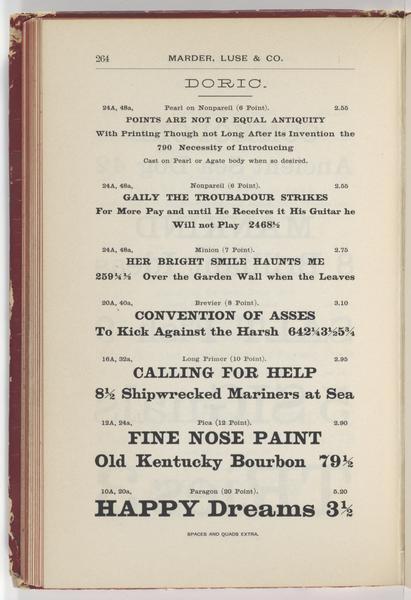 264
MARDER, LUSE & CO.
DORIC.
24A, 48a, Pearl on Nonpareil (6 Point). 2.55
POINTS ARE NOT OF EQUAL ANTIQUITY
With Printing Though not Long After its Invention the
790 Necessity of Introducing
Cast on Pearl or Agate body when so desired.
24A, 48a, Nonpareil (6 Point). 2.55
GAILY THE TROUBADOUR STRIKES
For More Pay and until He Receives it His Guitar he
Will not Play 2468½
24A, 48a, Minion (7 Point). 2.75
HER BRIGHT SMILE HAUNTS ME
259¼½ Over the Garden Wall when the Leaves
20A, 40a, Brevier (8 Point). 3.10
CONVENTION OF ASSES
To Kick Against the Harsh 642¼3½5¾
16A, 32a, Long Primer (10 Point). 2.95
CALLING FOR HELP
8½ Shipwrecked Mariners at Sea
12A, 24a, Pica (12 Point). 2.90
FINE NOSE PAINT
Old Kentucky Bourbon 79½
10A, 20a, Paragon (20 Point). 5.20
HAPPY Dreams 3½
SPACES AND QUADS EXTRA.